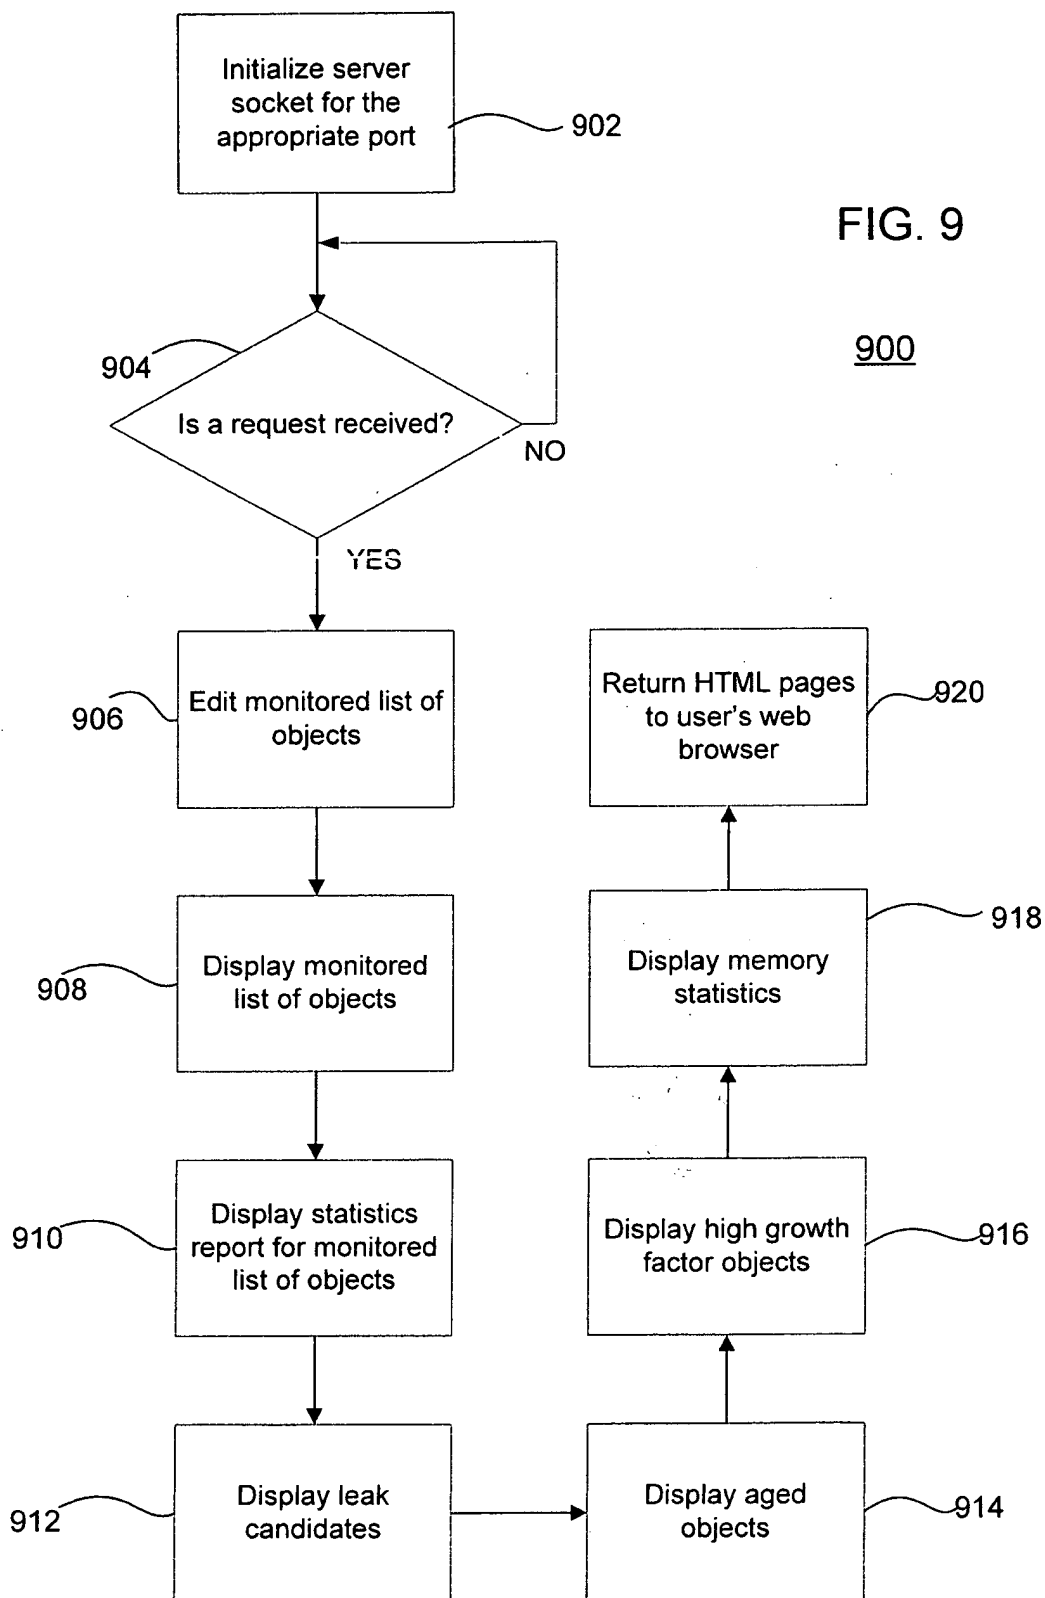 Initialize server
socket for the
appropriate port
902
FIG. 9
900
904
Is a request received?
NO
YES
906
Edit monitored list of
objects
908
Display monitored
list of objects
910
Display statistics
report for monitored
list of objects
912
Display leak
candidates
Display aged
objects
914
Display high growth
factor objects
916
Display memory
statistics
918
Return HTML pages
to user's web
browser
920